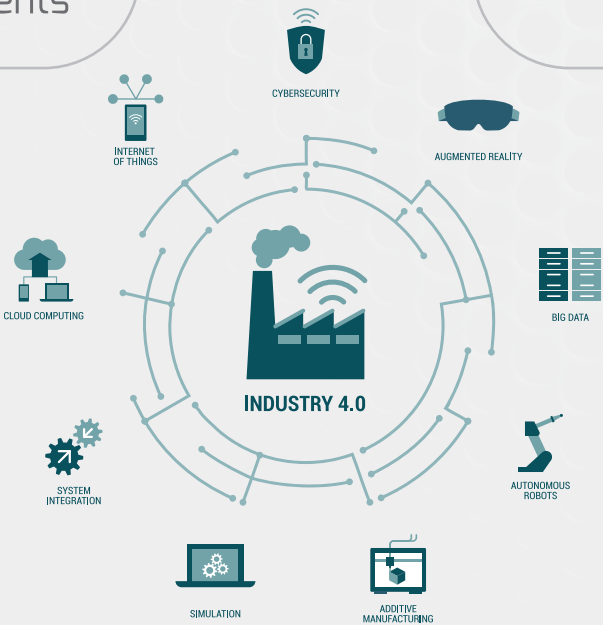 CYBERSECURITY
INTERNET
OF THINGS
AUGMENTED REALITY
CLOUD COMPUTING
BIG DATA
INDUSTRY 4.0
SYSTEM
INTEGRATION
AUTONOMOUS
ROBOTS
SIMULATION
ADDITIVE
MANUFACTURING